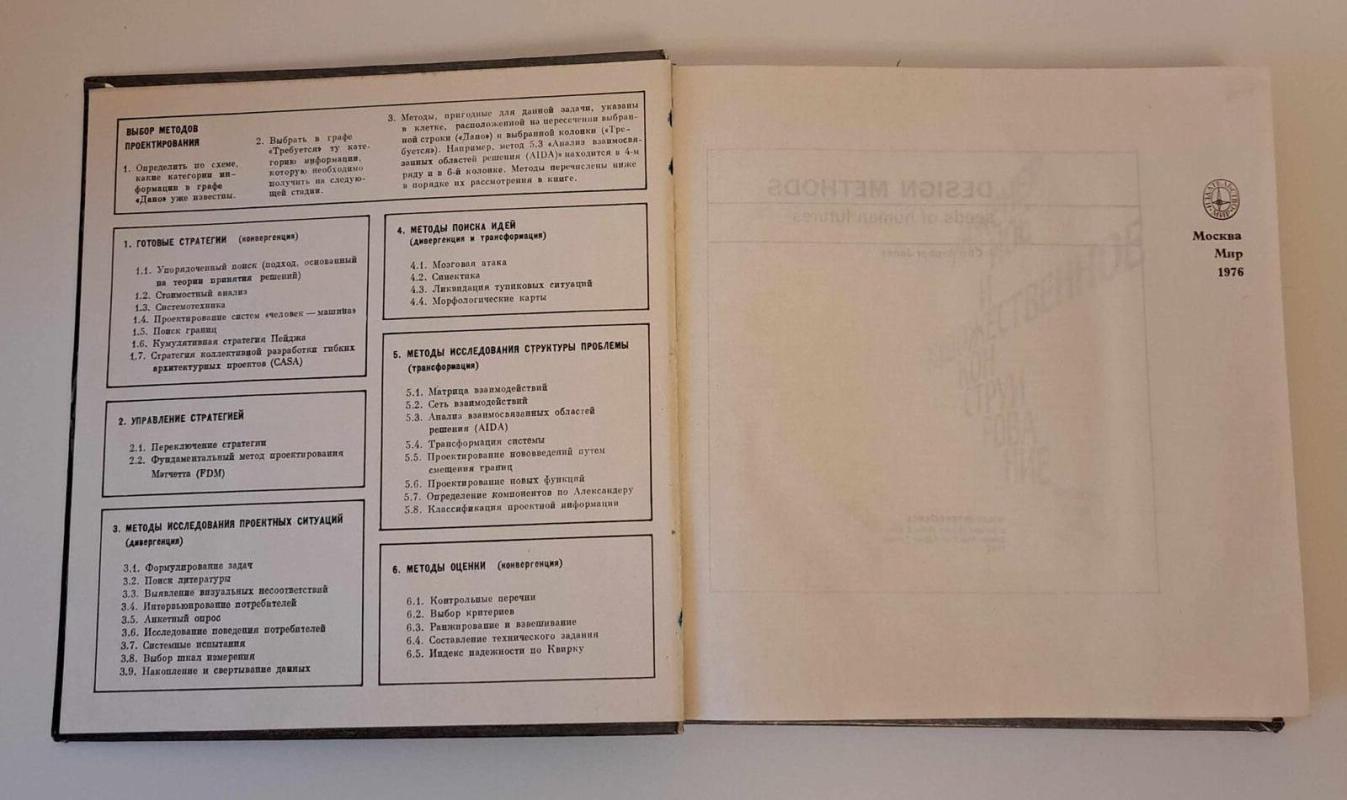 ВЫБОР МЕТОДОВ
ПРОЕКТИРОВАНИЯ
1. Определить по схеме,
какие категории ин-
формации в графе
«Дано» уже известны.
2. Выбрать в графе
«Требуется» ту кате-
горию информации,
которую необходимо
получить на следую-
щей стадии.
3. Методы, пригодные для данной задачи, указаны
в клетке, расположенной на пересечении выбран-
ной строки («Дано») и выбранной колонки («Тре-
буется»). Например, метод 5.3 «Анализ взаимосвя-
занных областей решения (AIDA)» находится в 4-м
ряду и в 6-й колонке. Методы перечислены ниже
в порядке их рассмотрения в книге.
1. ГОТОВЫЕ СТРАТЕГИИ (конвергенция)
1.1. Упорядоченный поиск (подход, основанный
на теории принятия решений)
1.2. Стоимостный анализ
1.3. Системотехника
1.4. Проектирование систем «человек — машина»
1.5. Поиск границ
1.6. Кумулятивная стратегия Пейджа
1.7. Стратегия коллективной разработки гибких
архитектурных проектов (CASA)
2. УПРАВЛЕНИЕ СТРАТЕГИЕЙ
2.1. Переключение стратегии
2.2. Фундаментальный метод проектирования
Мэтчетта (FDM)
3. МЕТОДЫ ИССЛЕДОВАНИЯ ПРОЕКТНЫХ СИТУАЦИЙ
(дивергенция)
3.1. Формулирование задач
3.2. Поиск литературы
3.3. Выявление визуальных несоответствий
3.4. Интервьюирование потребителей
3.5. Анкетный опрос
3.6. Исследование поведения потребителей
3.7. Системные испытания
3.8. Выбор шкал измерения
3.9. Накопление и свертывание данных
4. МЕТОДЫ ПОИСКА ИДЕЙ
(дивергенция и трансформация)
4.1. Мозговая атака
4.2. Синектика
4.3. Ликвидация тупиковых ситуаций
4.4. Морфологические карты
5. МЕТОДЫ ИССЛЕДОВАНИЯ СТРУКТУРЫ ПРОБЛЕМЫ
(трансформация)
5.1. Матрица взаимодействий
5.2. Сеть взаимодействий
5.3. Анализ взаимосвязанных областей
решения (AIDA)
5.4. Трансформация системы
5.5. Проектирование нововведений путем
смещения границ
5.6. Проектирование новых функций
5.7. Определение компонентов по Александеру
5.8. Классификация проектной информации
6. МЕТОДЫ ОЦЕНКИ (конвергенция)
6.1. Контрольные перечни
6.2. Выбор критериев
6.3. Ранжирование и взвешивание
6.4. Составление технического задания
6.5. Индекс надежности по Квирку
DESIGN METHODS
seeds of human futures
ИЗДАТЕЛЬСТВО
«МИР»
Москва
Мир
1976